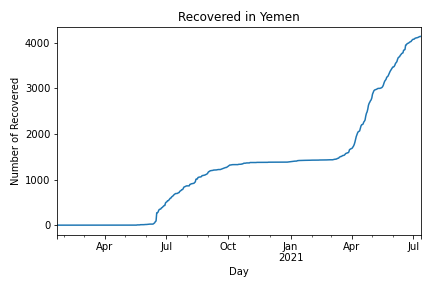 Recovered in Yemen
Number of Recovered
4000
3000
2000
1000
0
Apr
Jul
Oct
Jan
2021
Apr
Jul
Day